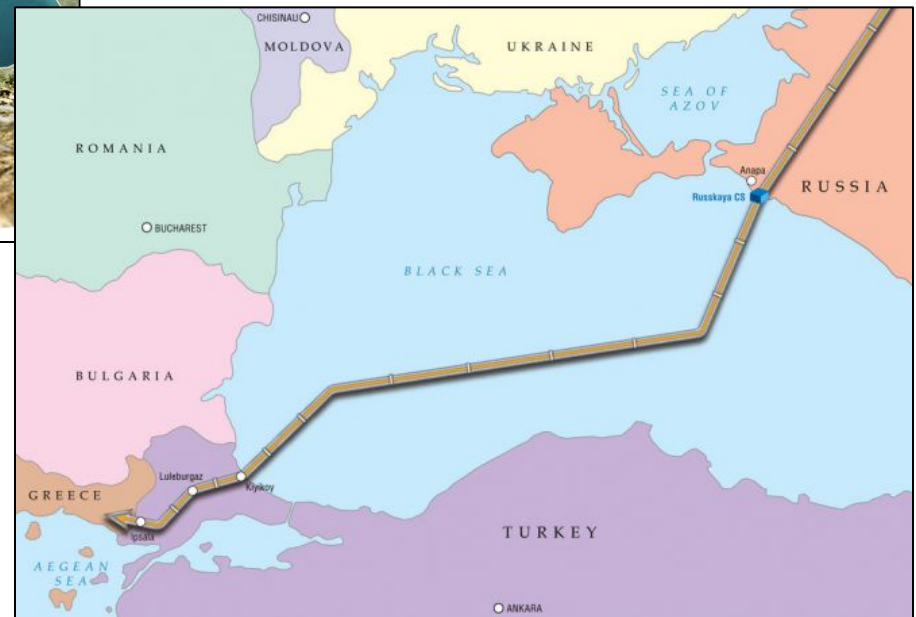 CHISINAU
MOLDOVA
UKRAINE
SEA OF
AZOV
ROMANIA
Anapa
RUSSIA
Russkaya CS
BUCHAREST
BLACK SEA
BULGARIA
Luleburgaz
Kiyikoy
GREECE
Ipsala
TURKEY
AEGEAN
SEA
ANKARA